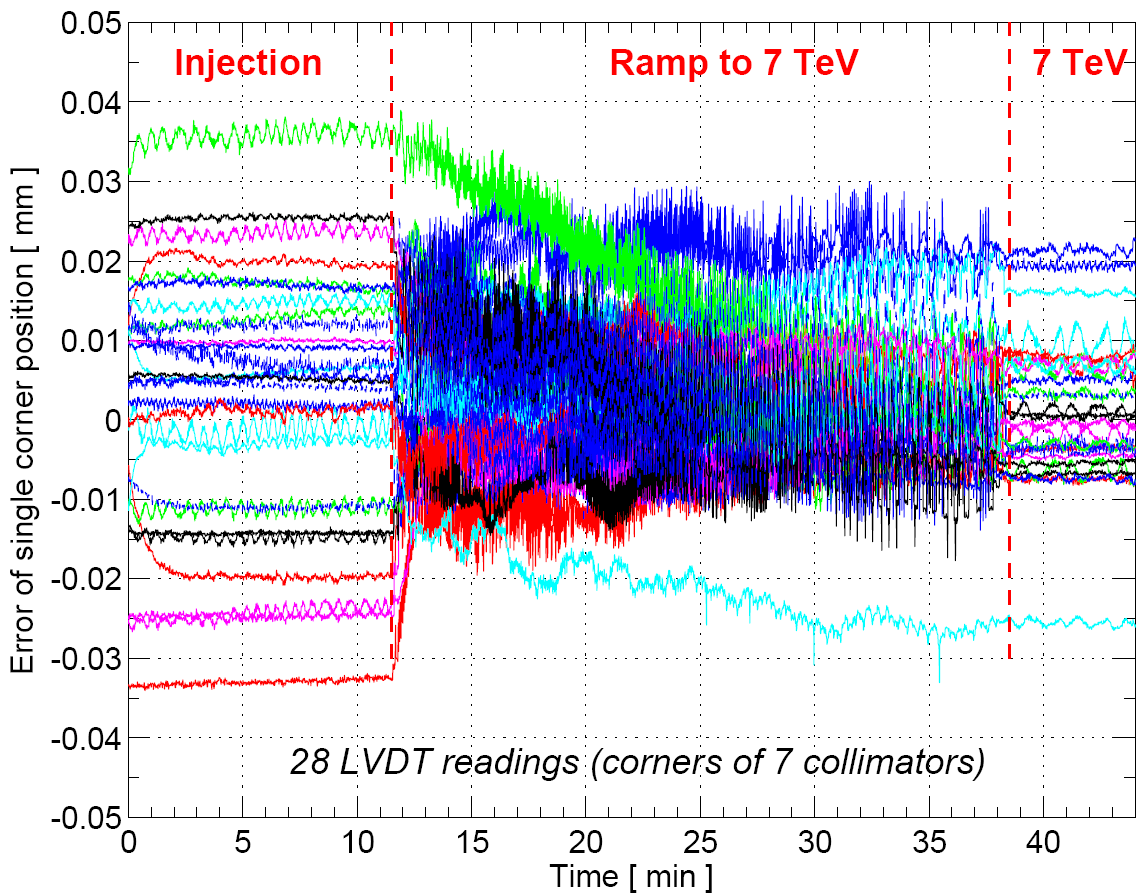 0.05
Injection
Ramp to 7 TeV
7 TeV
0.04
0.03
0.02
0.01
0
-0.01
-0.02
-0.03
-0.04
-0.05
Error of single corner position [ mm ]
28 LVDT readings (corners of 7 collimators)
0 5 10 15 20 25 30 35 40
Time [ min ]